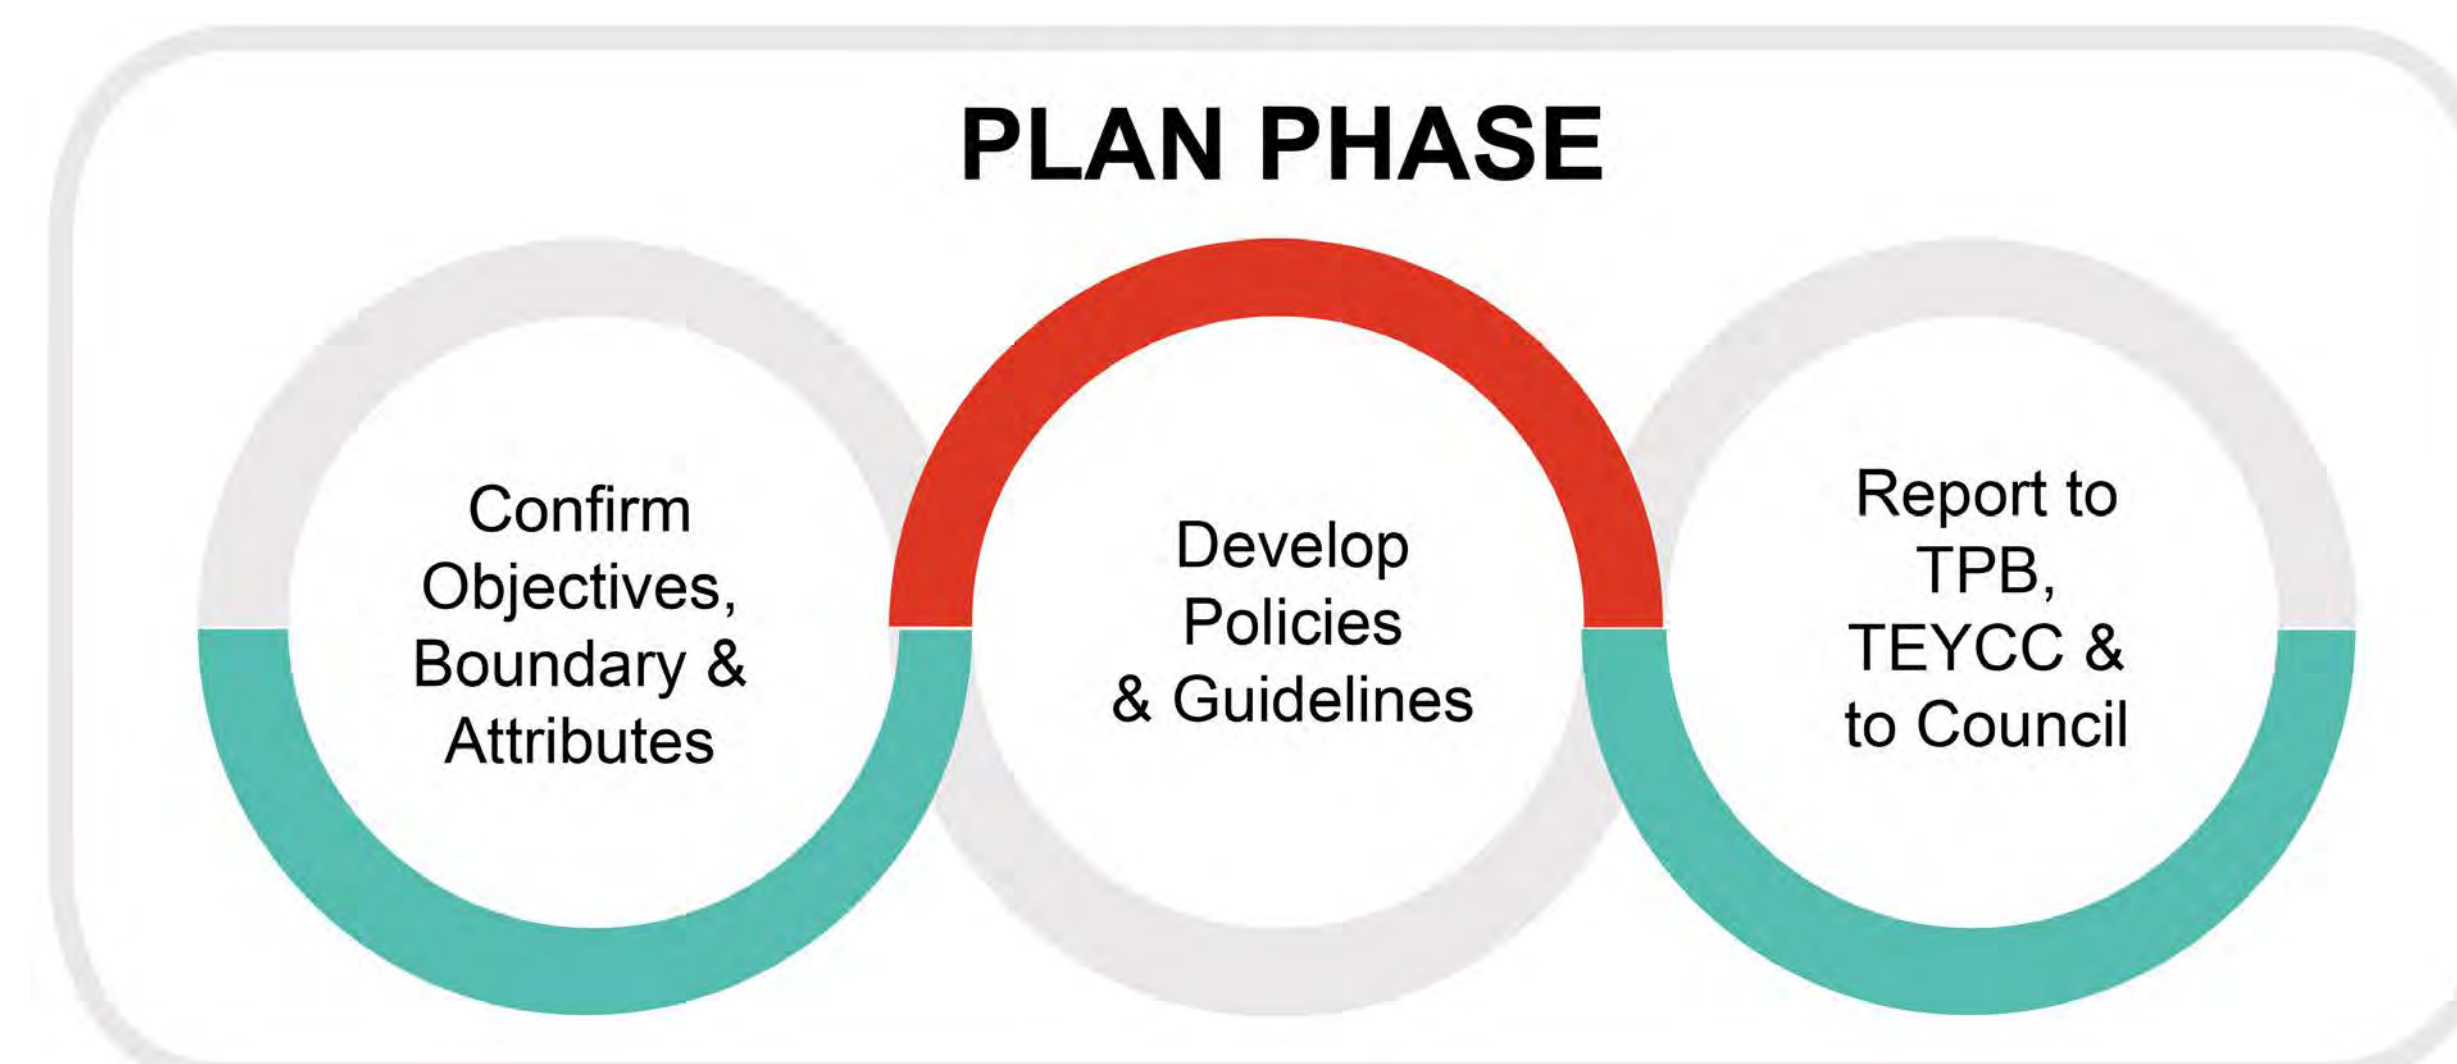 PLAN PHASE
Confirm
Objectives,
Boundary &
Attributes
Develop
Policies
& Guidelines
Report to
TPB,
TEYCC &
to Council